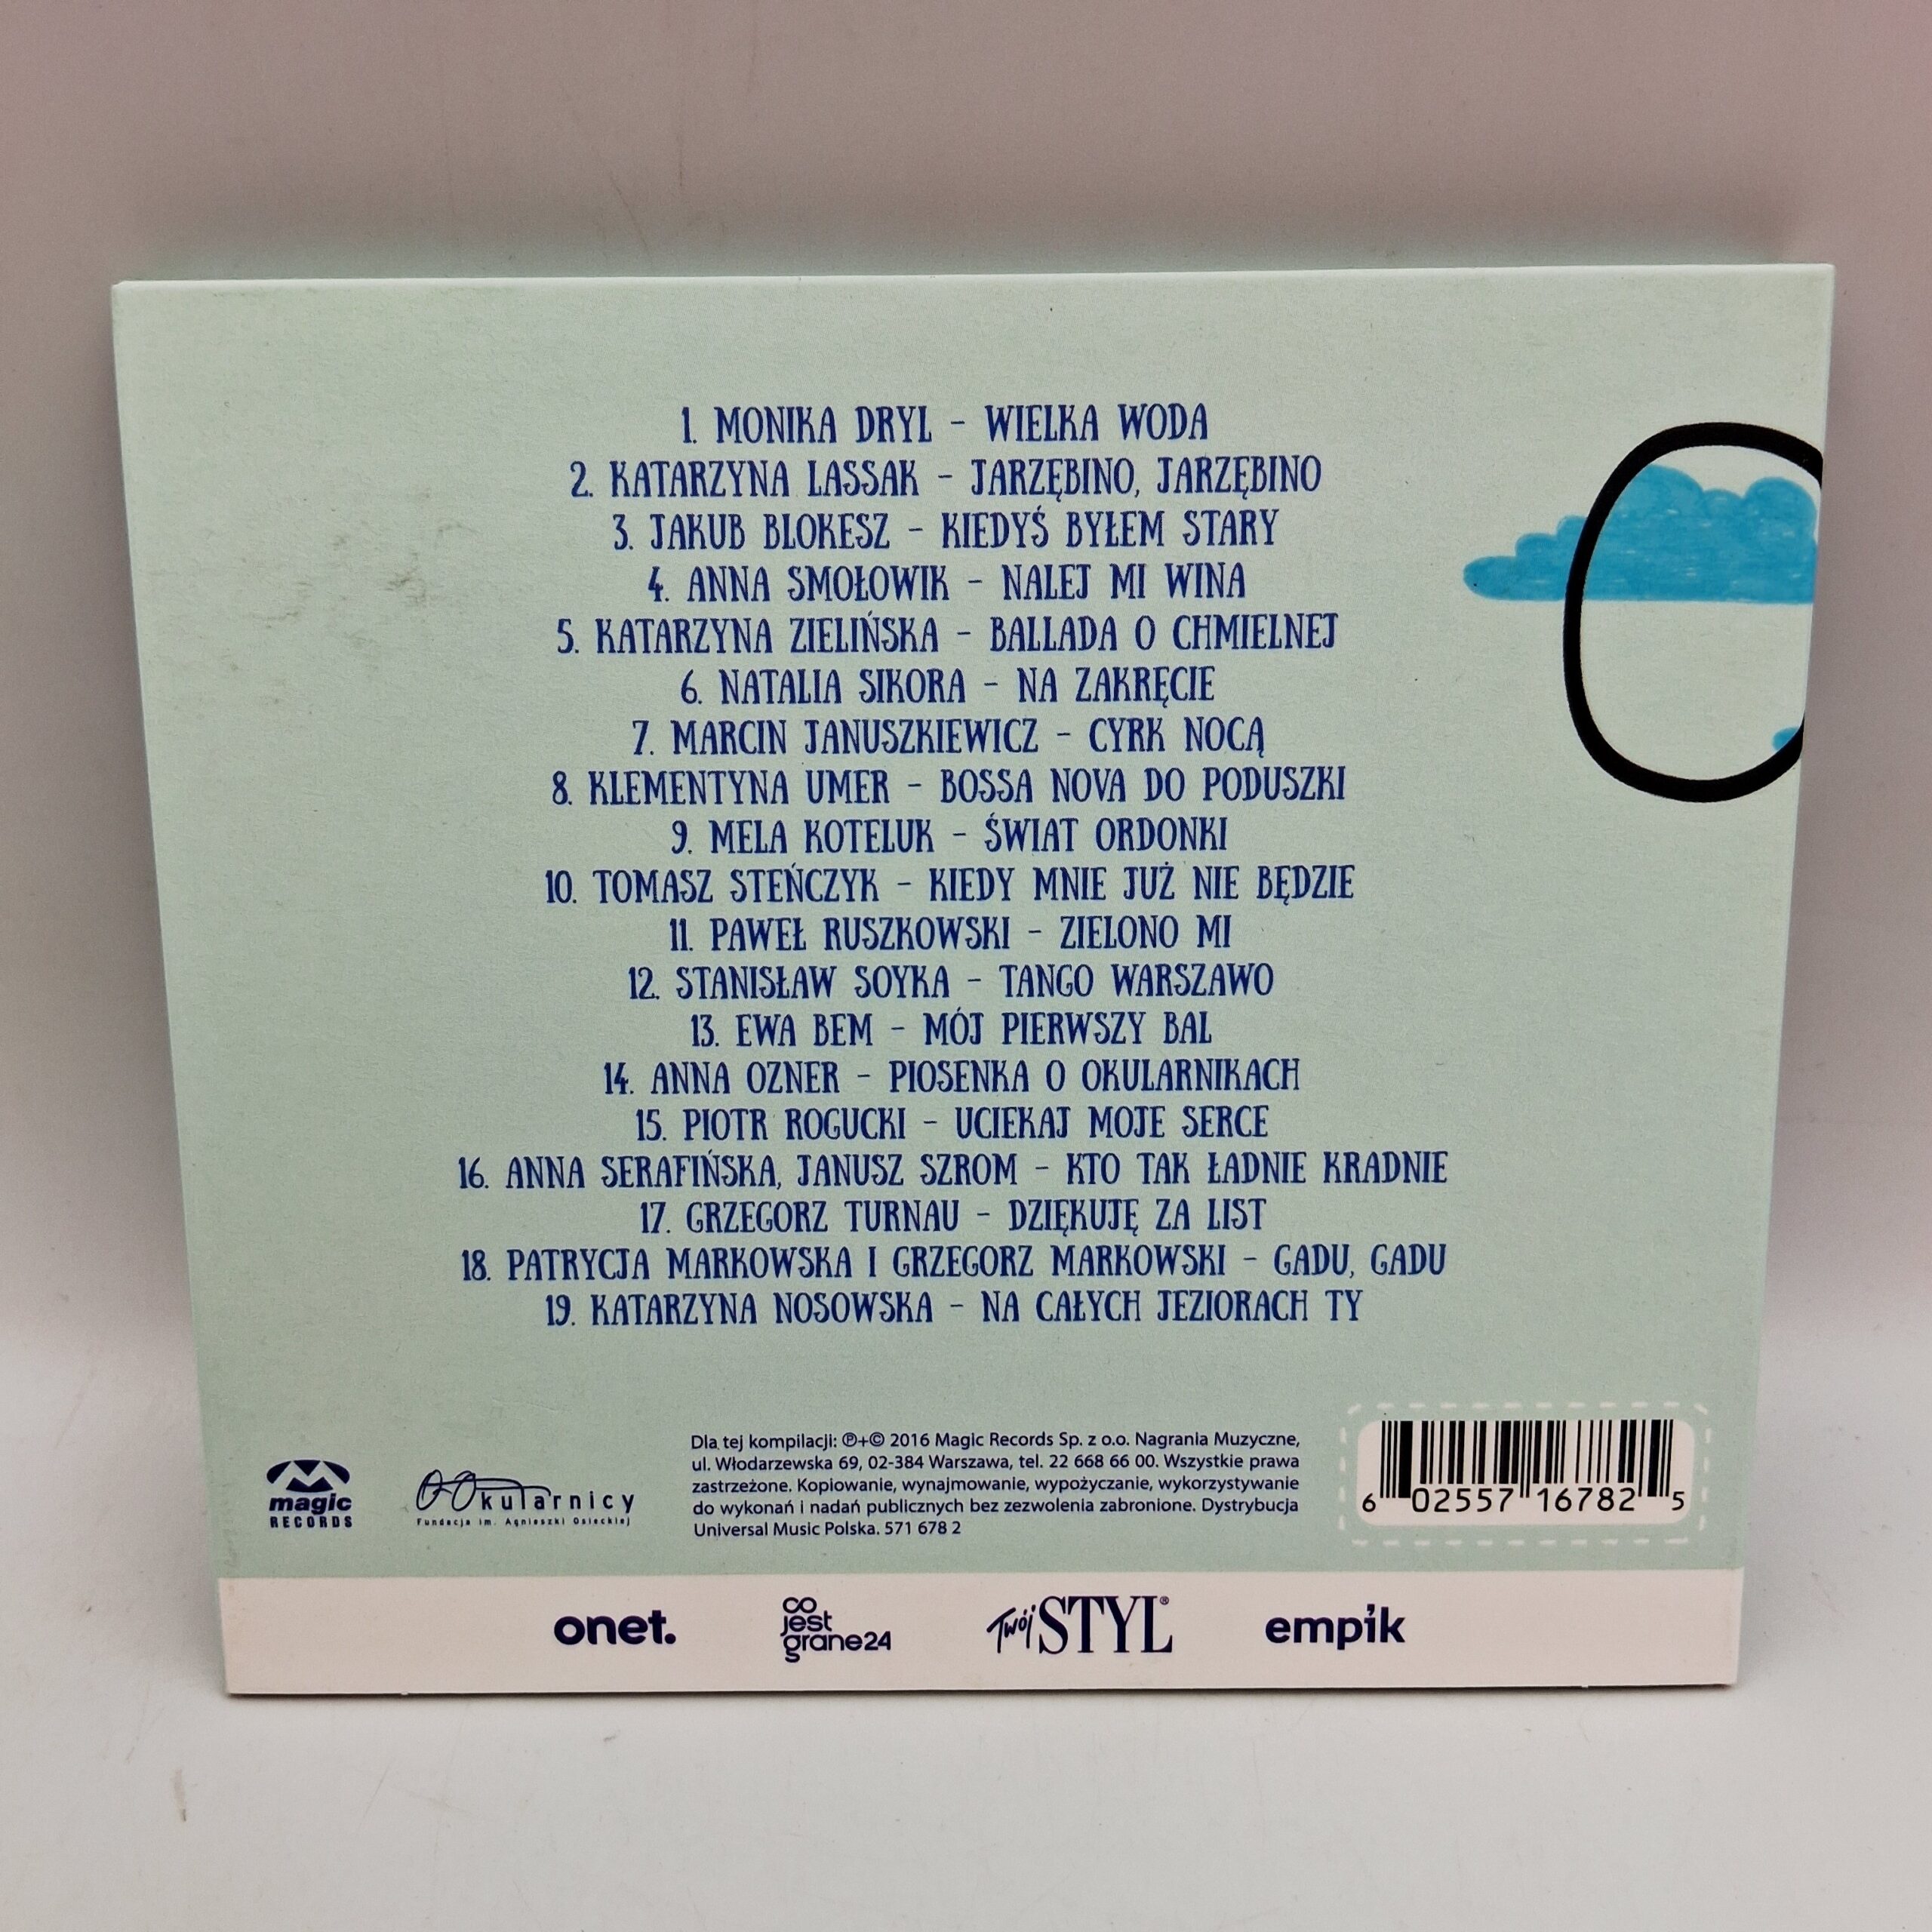 1. MONIKA DRYL - WIELKA WODA
2. KATARZYNA LASSAK - JARZĘBINO, JARZĘBINO
3. JAKUB BLOKESZ - KIEDYŚ BYŁEM STARY
4. ANNA SMOŁOWIK - NALEJ MI WINA
5. KATARZYNA ZIELIŃSKA - BALLADA O CHMIELNEJ
6. NATALIA SIKORA - NA ZAKRĘCIE
7. MARCIN JANUSZKIEWICZ - CYRK NOCĄ
8. KLEMENTYNA UMER - BOSSA NOVA DO PODUSZKI
9. MELA KOTELUK - ŚWIAT ORDONKI
10. TOMASZ STEŃCZYK - KIEDY MNIE JUŻ NIE BĘDZIE
11. PAWEŁ RUSZKOWSKI - ZIELONO MI
12. STANISŁAW SOYKA - TANGO WARSZAWO
13. EWA BEM - MÓJ PIERWSZY BAL
14. ANNA OZNER - PIOSENKA O OKULARNIKACH
15. PIOTR ROGUCKI - UCIEKAJ MOJE SERCE
16. ANNA SERAFIŃSKA, JANUSZ SZROM - KTO TAK ŁADNIE KRADNIE
17. GRZEGORZ TURNAU - DZIĘKUJĘ ZA LIST
18. PATRYCJA MARKOWSKA I GRZEGORZ MARKOWSKI - GADU, GADU
19. KATARZYNA NOSOWSKA - NA CAŁYCH JEZIORACH TY
magic
RECORDS
Okularnicy
Fundacja im. Agnieszki Osieckiej
Dla tej kompilacji: ℗+© 2016 Magic Records Sp. z o.o. Nagrania Muzyczne,
ul. Włodarzewska 69, 02-384 Warszawa, tel. 22 668 66 00. Wszystkie prawa
zastrzeżone. Kopiowanie, wynajmowanie, wypożyczanie, wykorzystywanie
do wykonań i nadań publicznych bez zezwolenia zabronione. Dystrybucja
Universal Music Polska. 571 678 2
6 02557 16782 5
onet.
co
jest
grane24
Twój STYL®
empik